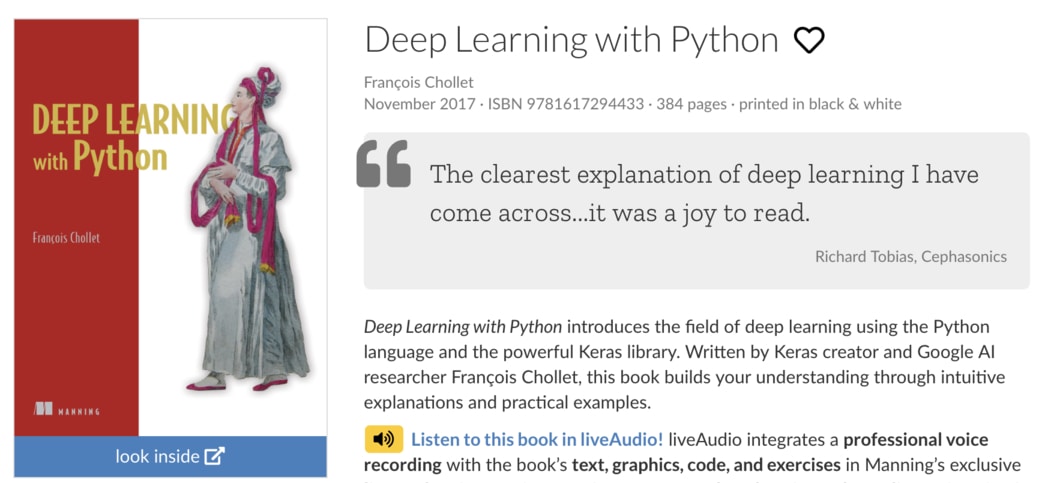 DEEP LEARNING
with Python
François Chollet
MANNING
look inside
Deep Learning with Python
François Chollet
November 2017 · ISBN 9781617294433 · 384 pages · printed in black & white
“The clearest explanation of deep learning I have
come across...it was a joy to read.
Richard Tobias, Cephasonics
Deep Learning with Python introduces the field of deep learning using the Python
language and the powerful Keras library. Written by Keras creator and Google AI
researcher François Chollet, this book builds your understanding through intuitive
explanations and practical examples.
Listen to this book in liveAudio! liveAudio integrates a professional voice
recording with the book’s text, graphics, code, and exercises in Manning’s exclusive